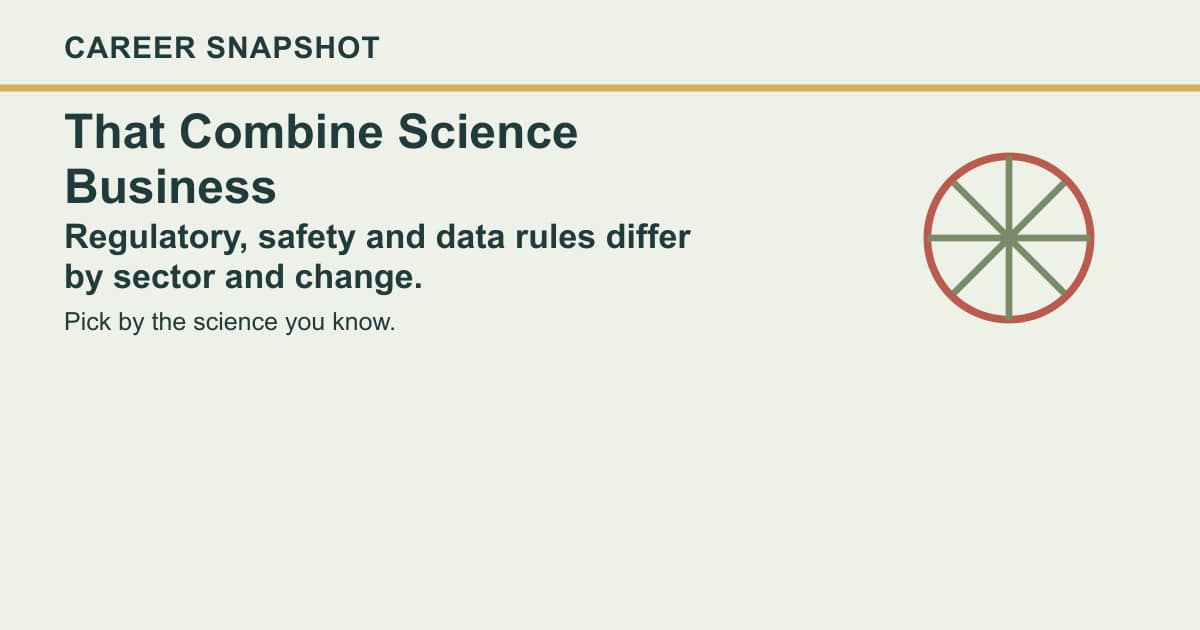 CAREER SNAPSHOT
That Combine Science
Business
Regulatory, safety and data rules differ
by sector and change.
Pick by the science you know.